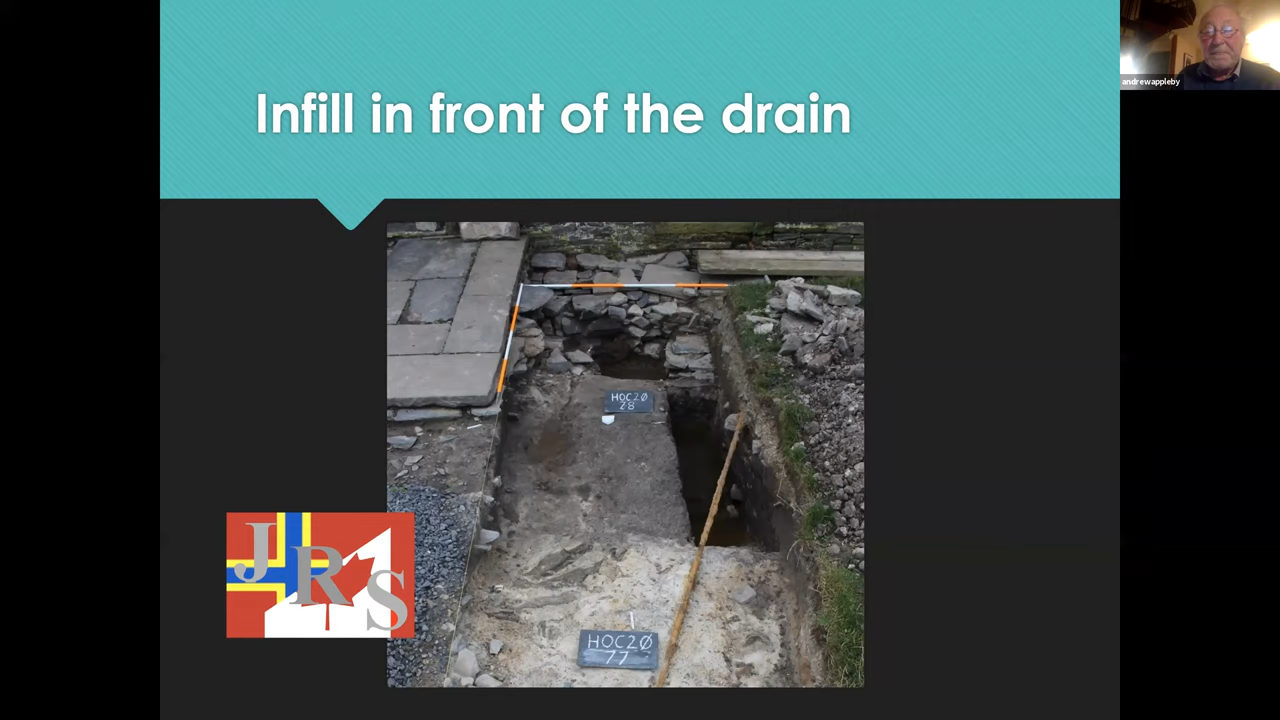 Infill in front of the drain
andrewappleby
HOC20
28
JRS
HOC20
77